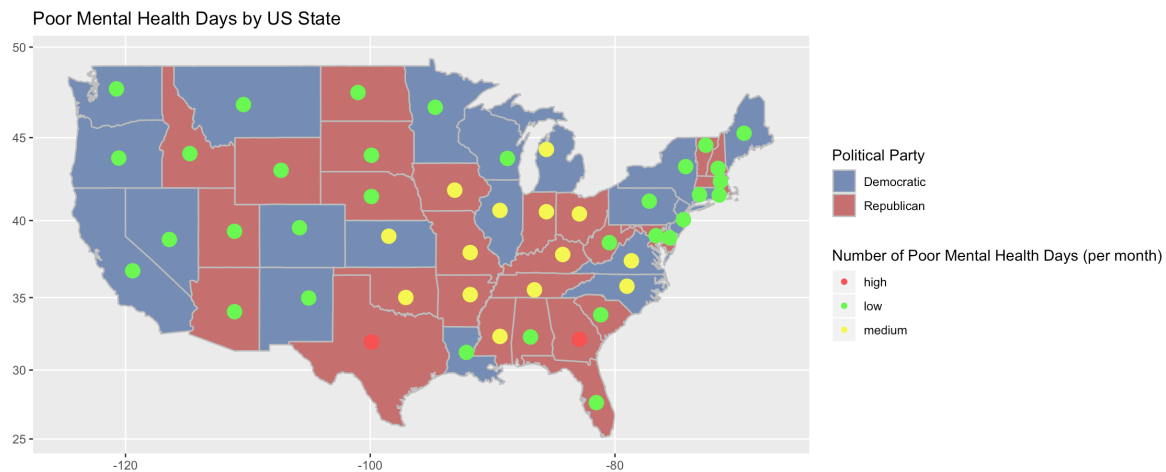 Poor Mental Health Days by US State
50
45
40
35
30
25
-120
-100
-80
Political Party
Democratic
Republican
Number of Poor Mental Health Days (per month)
high
low
medium